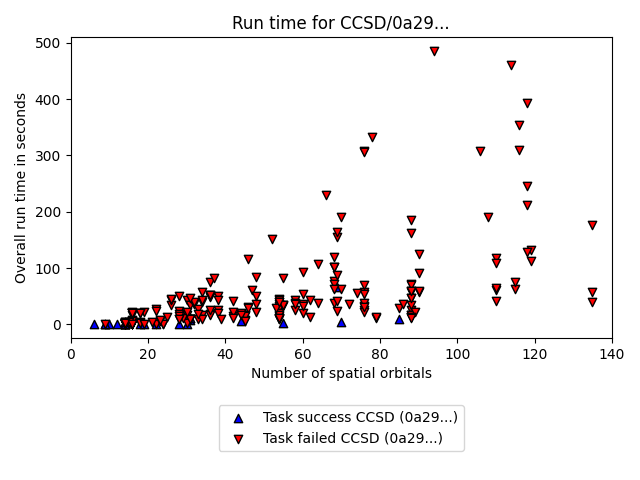 Run time for CCSD/0a29...
Overall run time in seconds
500
400
300
200
100
0
0 20 40 60 80 100 120 140
Number of spatial orbitals
Task success CCSD (0a29...)
Task failed CCSD (0a29...)